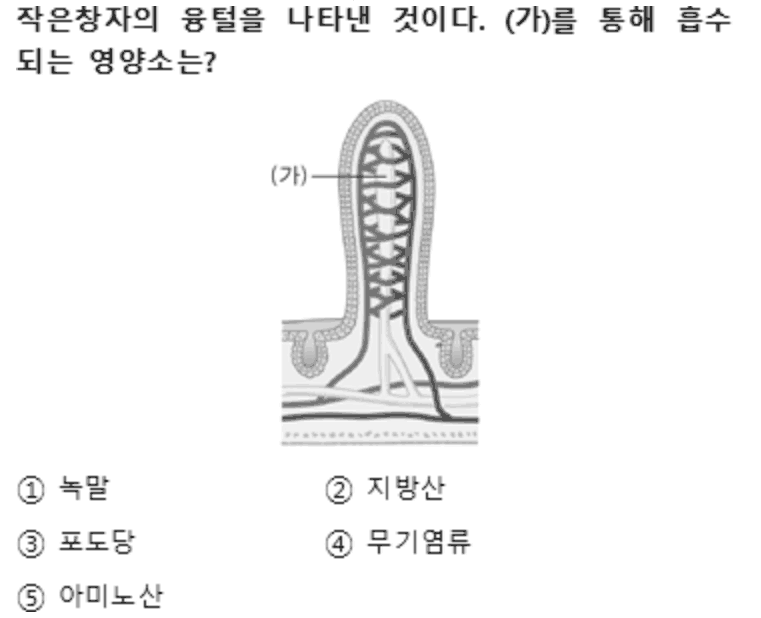 작은창자의 융털을 나타낸 것이다. (가)를 통해 흡수
되는 영양소는?
(가)
① 녹말
② 지방산
③ 포도당
④ 무기염류
⑤ 아미노산